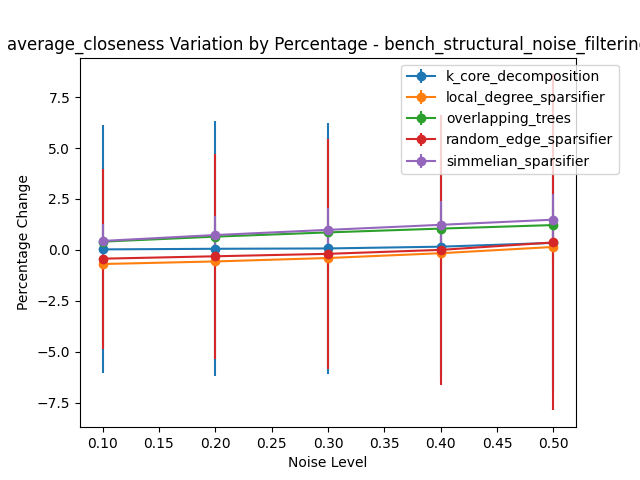 average_closeness Variation by Percentage - bench_structural_noise_filtering
k_core_decomposition
local_degree_sparsifier
overlapping_trees
random_edge_sparsifier
simmelian_sparsifier
Percentage Change
7.5
5.0
2.5
0.0
−2.5
−5.0
−7.5
0.10 0.15 0.20 0.25 0.30 0.35 0.40 0.45 0.50
Noise Level